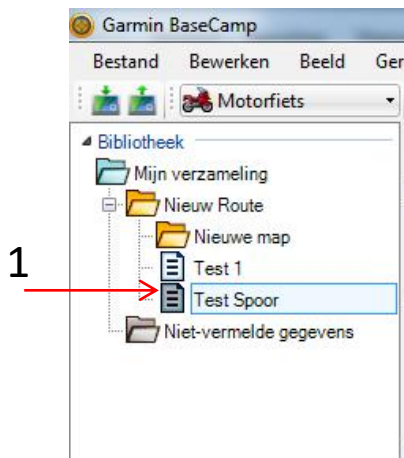 Garmin BaseCamp
Bestand Bewerken Beeld Ger
Motorfiets
Bibliotheek
Mijn verzameling
Nieuw Route
Nieuwe map
Test 1
1
Test Spoor
Niet-vermelde gegevens